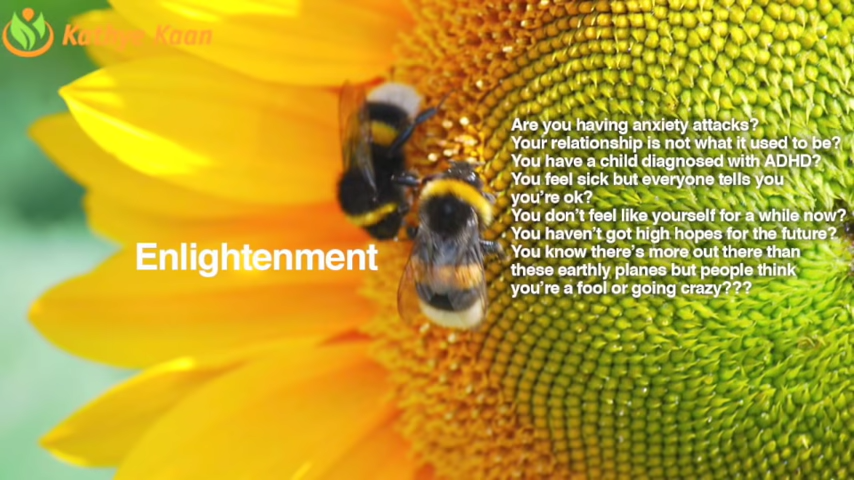 Kathya Kaan
Enlightenment
Are you having anxiety attacks?
Your relationship is not what it used to be?
You have a child diagnosed with ADHD?
You feel sick but everyone tells you
you're ok?
You don't feel like yourself for a while now?
You haven't got high hopes for the future?
You know there's more out there than
these earthly planes but people think
you're a fool or going crazy???